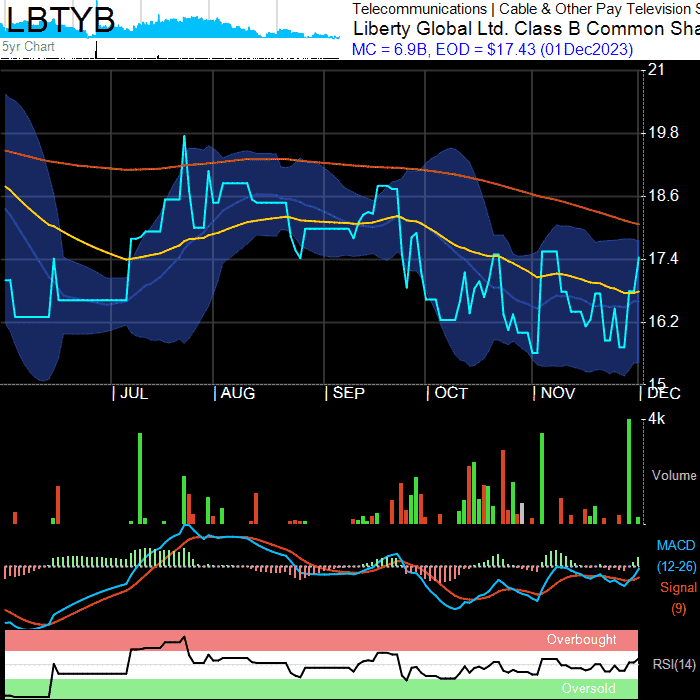 LBTYB
5yr Chart
Telecommunications | Cable & Other Pay Television S
Liberty Global Ltd. Class B Common Sha
MC = 6.9B, EOD = $17.43 (01Dec2023)
21
19.8
18.6
17.4
16.2
15
JUL
AUG
SEP
OCT
NOV
DEC
4k
Volume
MACD
(12-26)
Signal
(9)
Overbought
RSI(14)
Oversold